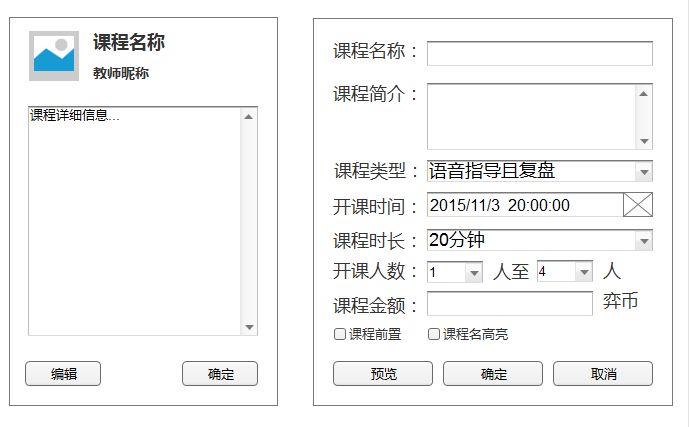 课程名称
教师昵称
课程详细信息...
编辑
确定
课程名称：
课程简介：
课程类型： 语音指导且复盘
开课时间： 2015/11/3 20:00:00
课程时长： 20分钟
开课人数： 1 人至 4 人
课程金额： 弈币
课程前置 课程名高亮
预览 确定 取消